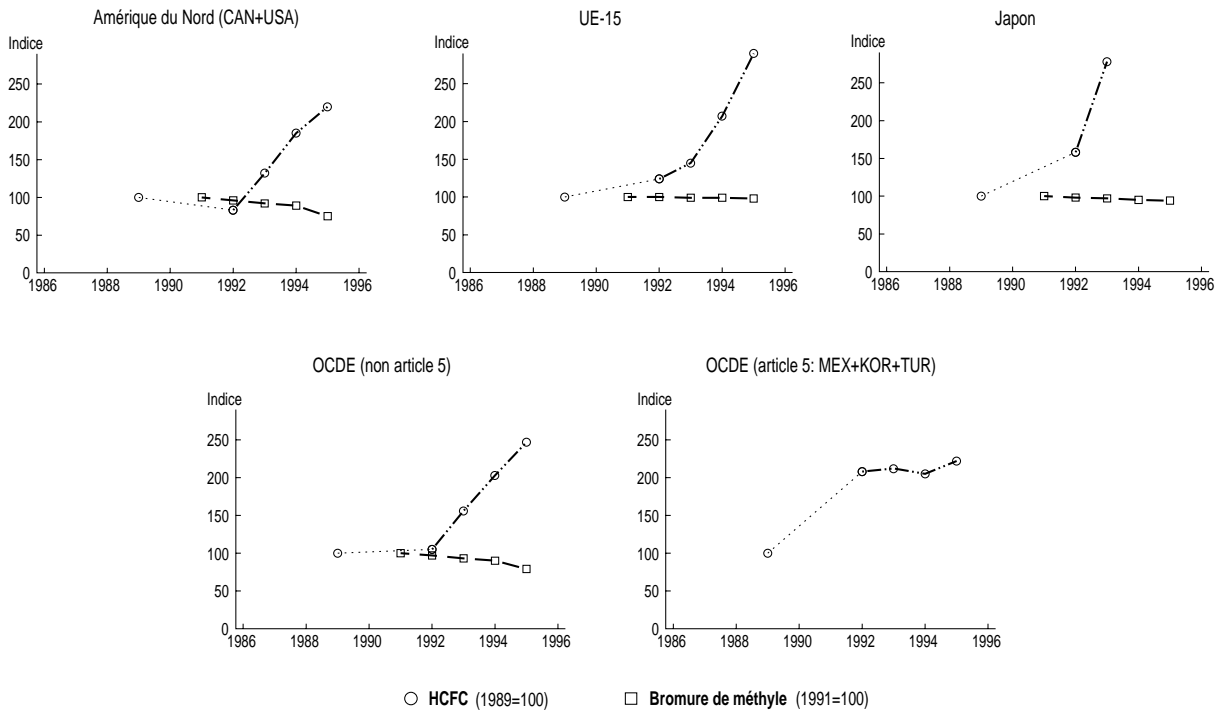 Amérique du Nord (CAN+USA)
Indice
250
200
150
100
50
0
1986 1988 1990 1992 1994 1996
UE-15
Indice
250
200
150
100
50
0
1986 1988 1990 1992 1994 1996
Japon
Indice
250
200
150
100
50
0
1986 1988 1990 1992 1994 1996
OCDE (non article 5)
Indice
250
200
150
100
50
0
1986 1988 1990 1992 1994 1996
OCDE (article 5: MEX+KOR+TUR)
Indice
250
200
150
100
50
0
1986 1988 1990 1992 1994 1996
HCFC (1989=100) Bromure de méthyle (1991=100)